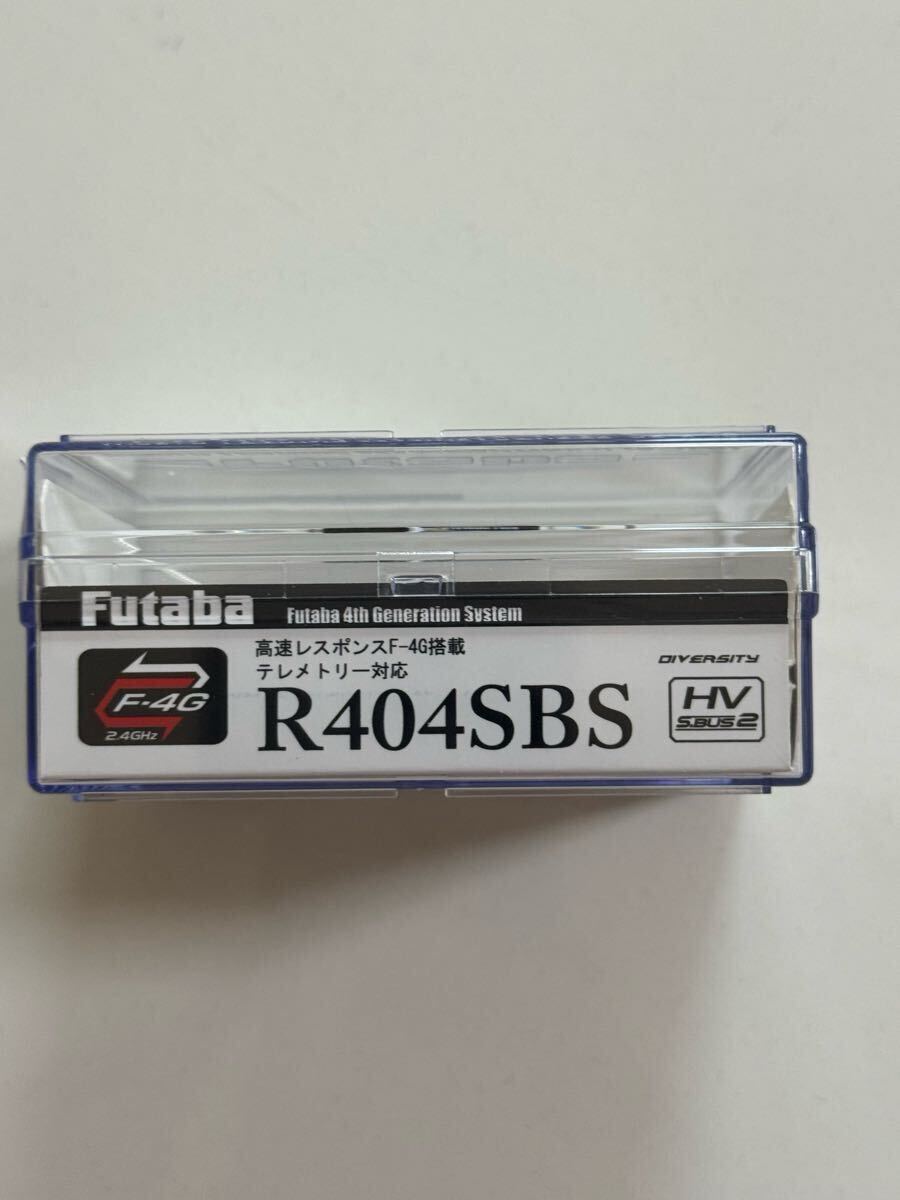 Futaba Futaba 4th Generation System
高速レスポンスF-4G搭載
テレメトリー対応
R404SBS
F-4G
2.4GHz
DIVERSITY
HV
S.BUS2